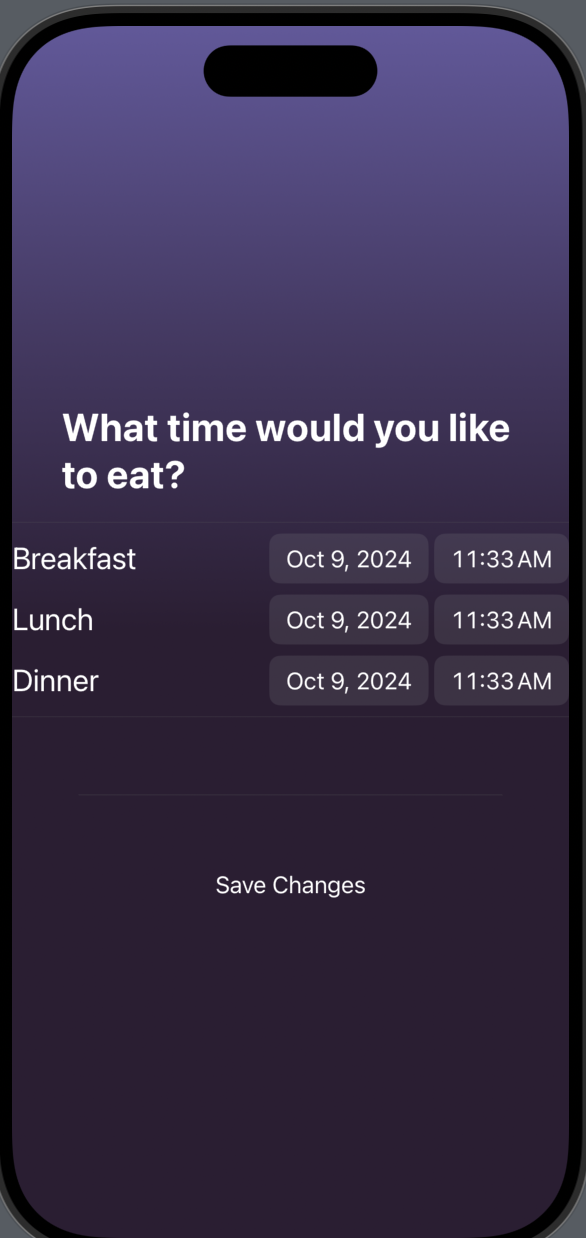 What time would you like
to eat?
Breakfast Oct 9, 2024 11:33 AM
Lunch Oct 9, 2024 11:33 AM
Dinner Oct 9, 2024 11:33 AM
Save Changes